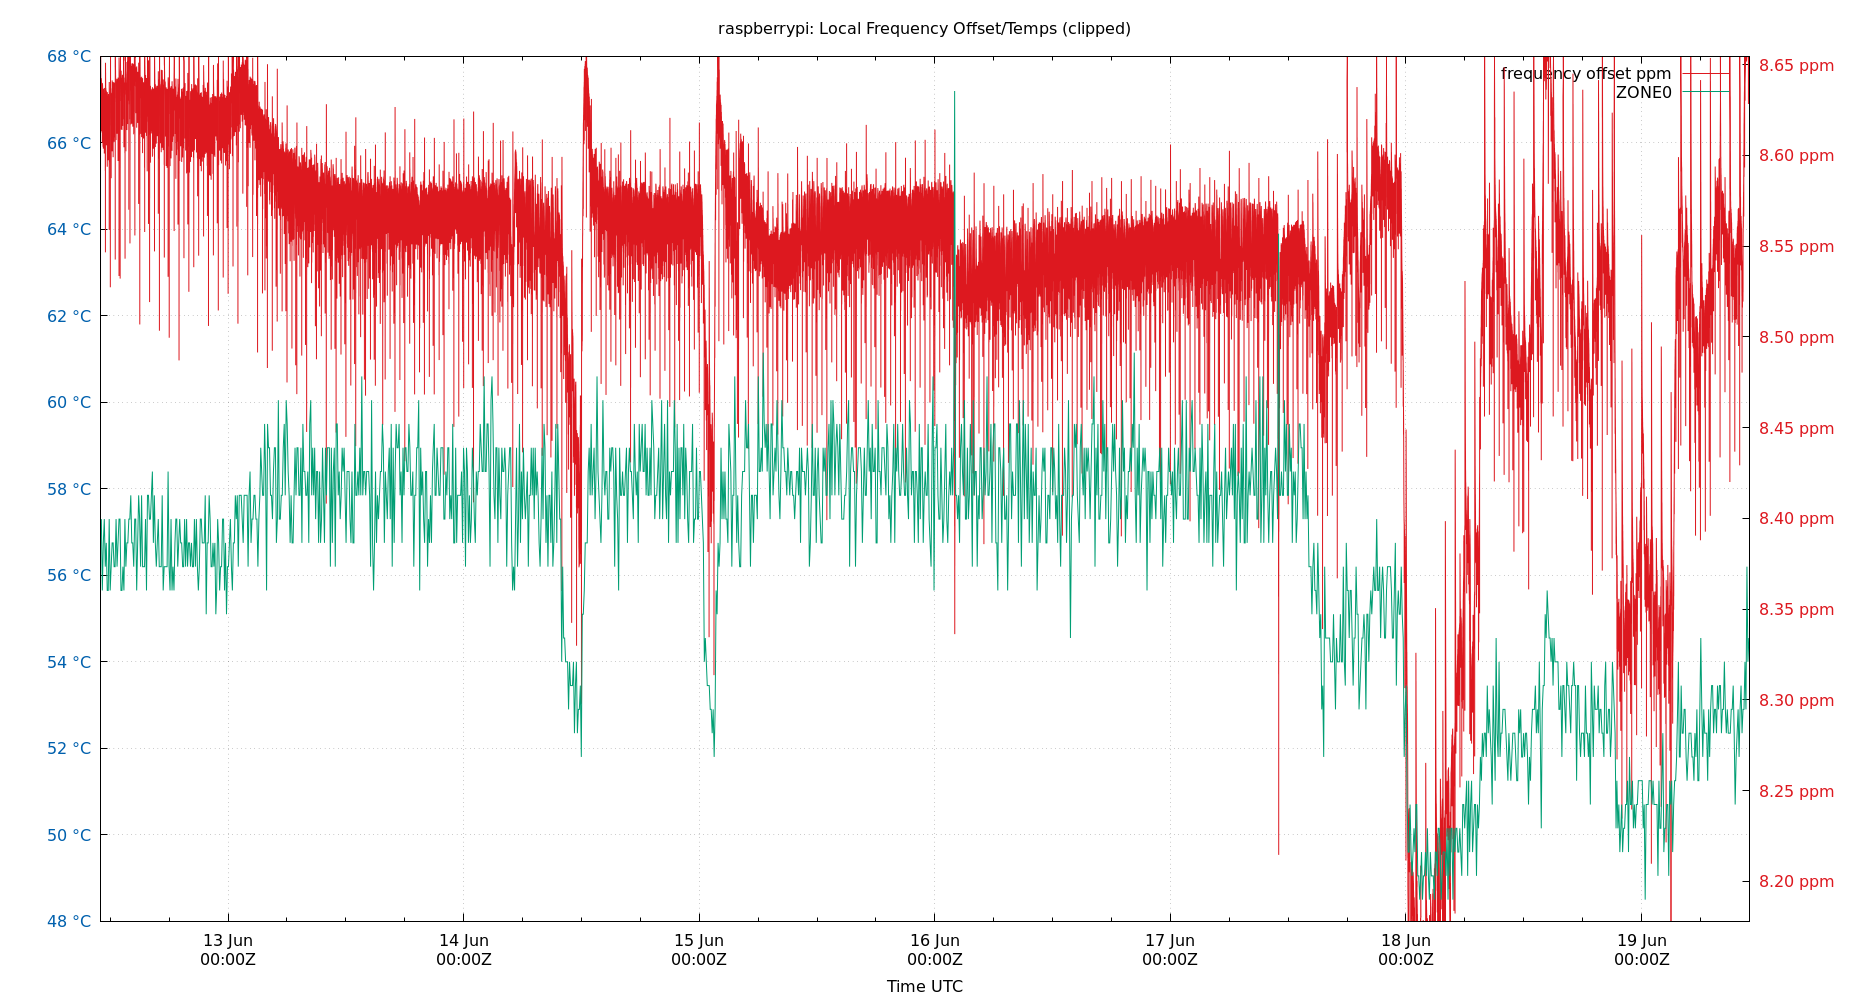 raspberrypi: Local Frequency Offset/Temps (clipped)
68 °C
66 °C
64 °C
62 °C
60 °C
58 °C
56 °C
54 °C
52 °C
50 °C
48 °C
frequency offset ppm
ZONE0
8.65 ppm
8.60 ppm
8.55 ppm
8.50 ppm
8.45 ppm
8.40 ppm
8.35 ppm
8.30 ppm
8.25 ppm
8.20 ppm
13 Jun
00:00Z
14 Jun
00:00Z
15 Jun
00:00Z
16 Jun
00:00Z
17 Jun
00:00Z
18 Jun
00:00Z
19 Jun
00:00Z
Time UTC